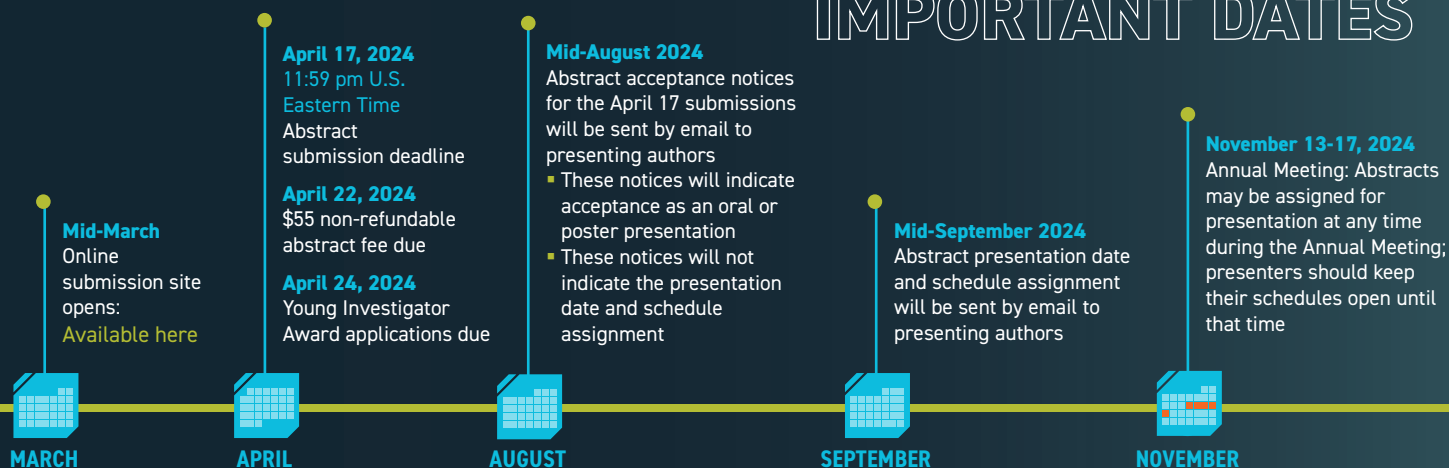 IMPORTANT DATES
Mid-March
Online
submission site
opens:
Available here
MARCH
April 17, 2024
11:59 pm U.S.
Eastern Time
Abstract
submission deadline
April 22, 2024
$55 non-refundable
abstract fee due
April 24, 2024
Young Investigator
Award applications due
APRIL
Mid-August 2024
Abstract acceptance notices
for the April 17 submissions
will be sent by email to
presenting authors
▪ These notices will indicate
acceptance as an oral or
poster presentation
▪ These notices will not
indicate the presentation
date and schedule
assignment
AUGUST
Mid-September 2024
Abstract presentation date
and schedule assignment
will be sent by email to
presenting authors
SEPTEMBER
November 13-17, 2024
Annual Meeting: Abstracts
may be assigned for
presentation at any time
during the Annual Meeting;
presenters should keep
their schedules open until
that time
NOVEMBER